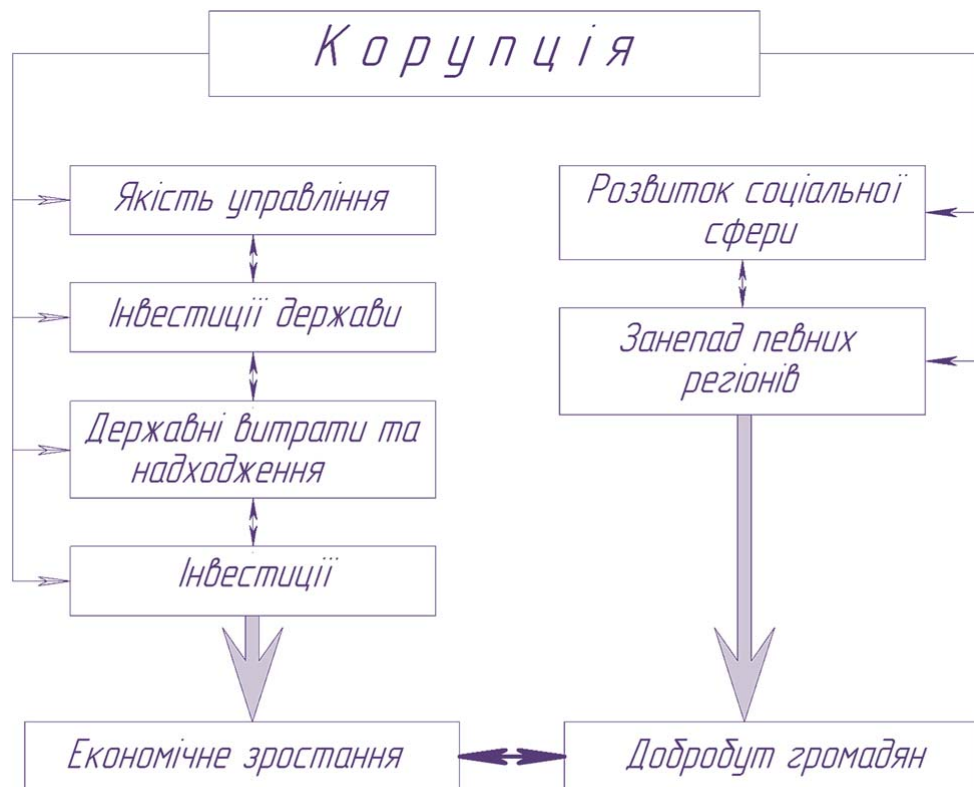 Корупція
Якість управління
Інвестиції держави
Державні витрати та
надходження
Інвестиції
Економічне зростання
Розвиток соціальної
сфери
Занепад певних
регіонів
Добробут громадян